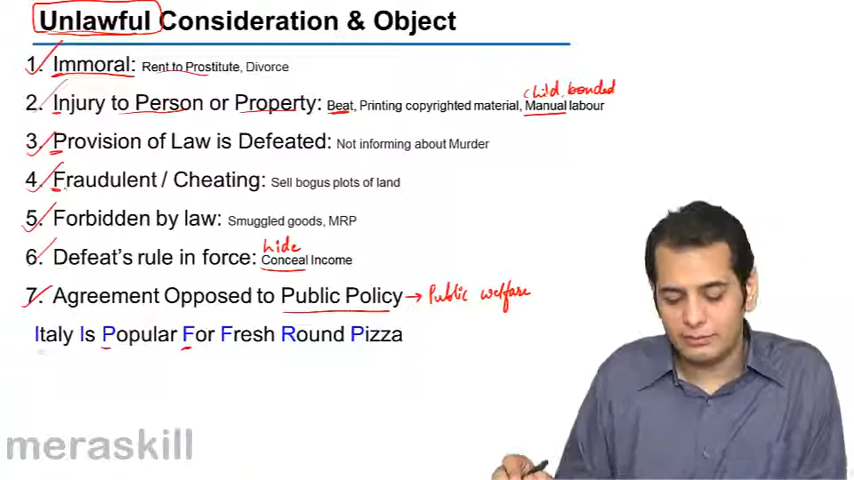 Unlawful Consideration & Object
1. Immoral: Rent to Prostitute, Divorce
child, bonded
2. Injury to Person or Property: Beat, Printing copyrighted material, Manual labour
3. Provision of Law is Defeated: Not informing about Murder
4. Fraudulent / Cheating: Sell bogus plots of land
5. Forbidden by law: Smuggled goods, MRP
hide
6. Defeat's rule in force: Conceal Income
7. Agreement Opposed to Public Policy → Public welfare
Italy Is Popular For Fresh Round Pizza
meraskill